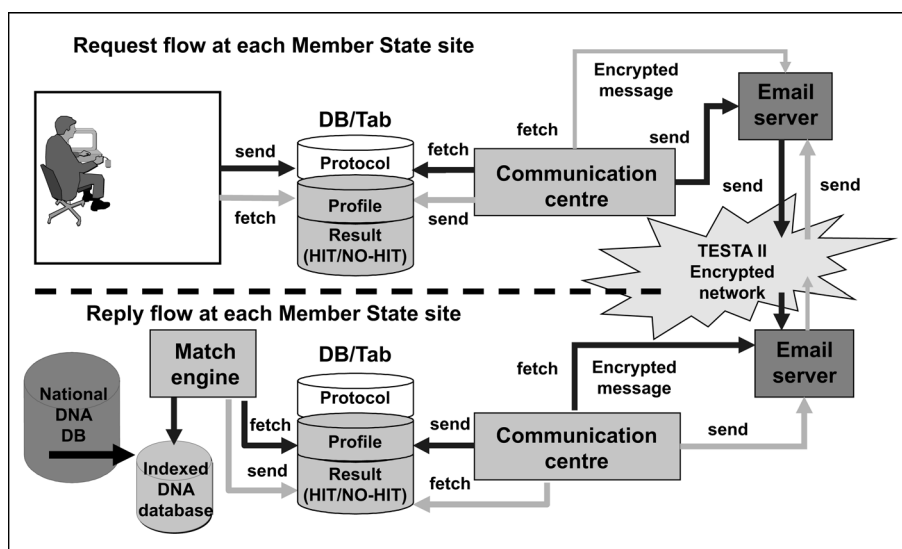 Request flow at each Member State site
Encrypted
message
Email
server
DB/Tab
fetch
send
Protocol
fetch
send
Communication
centre
Profile
fetch
send
send
send
Result
(HIT/NO-HIT)
TESTA II
Encrypted
network
Reply flow at each Member State site
Match
engine
DB/Tab
fetch
Encrypted
message
Email
server
National
DNA
DB
Protocol
fetch
send
Profile
Communication
centre
send
send
Result
(HIT/NO-HIT)
fetch
Indexed
DNA
database